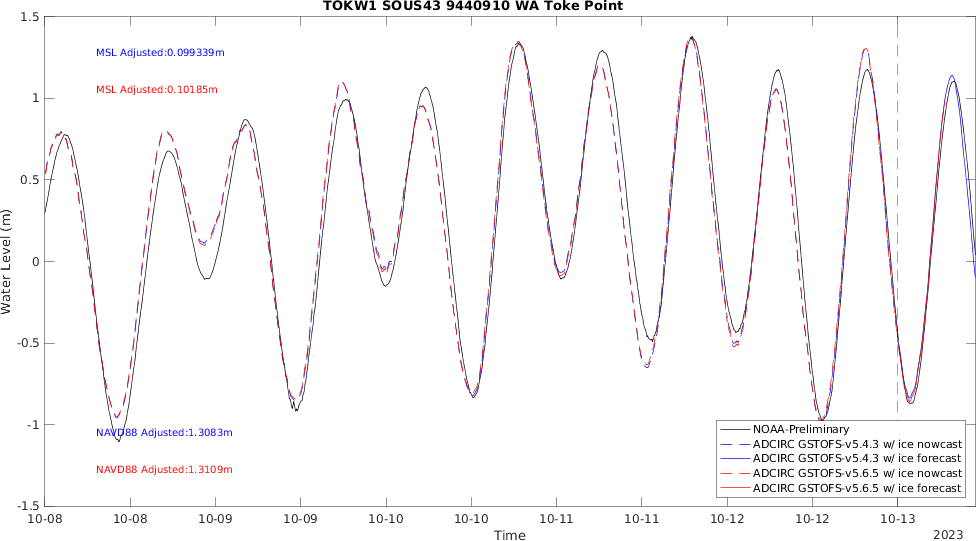 TOKW1 SOUS43 9440910 WA Toke Point
1.5
1
0.5
0
-0.5
-1
-1.5
Water Level (m)
MSL Adjusted:0.099339m
MSL Adjusted:0.10185m
NAVD88 Adjusted:1.3083m
NAVD88 Adjusted:1.3109m
NOAA-Preliminary
ADCIRC GSTOFS-v5.4.3 w/ ice nowcast
ADCIRC GSTOFS-v5.4.3 w/ ice forecast
ADCIRC GSTOFS-v5.6.5 w/ ice nowcast
ADCIRC GSTOFS-v5.6.5 w/ ice forecast
10-08 10-08 10-09 10-09 10-10 10-10 10-11 10-11 10-12 10-12 10-13
Time
2023